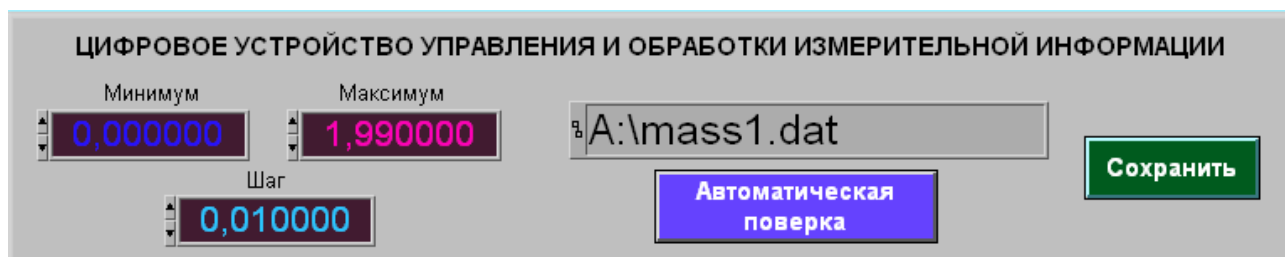 ЦИФРОВОЕ УСТРОЙСТВО УПРАВЛЕНИЯ И ОБРАБОТКИ ИЗМЕРИТЕЛЬНОЙ ИНФОРМАЦИИ
Минимум
Максимум
0,000000
1,990000
Шаг
0,010000
A:\mass1.dat
Автоматическая
поверка
Сохранить